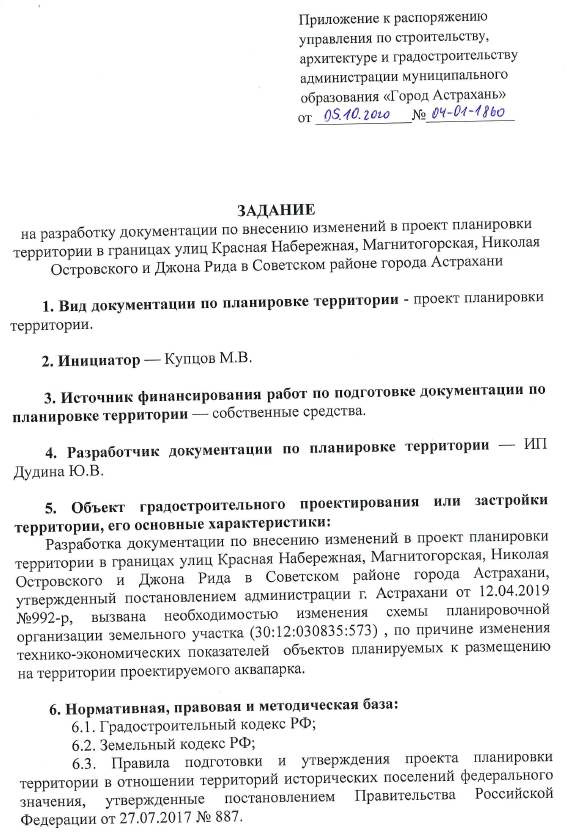 Приложение к распоряжению
управления по строительству,
архитектуре и градостроительству
администрации муниципального
образования «Город Астрахань»
от 05.10.2020 № 04-01-1860
ЗАДАНИЕ
на разработку документации по внесению изменений в проект планировки
территории в границах улиц Красная Набережная, Магнитогорская, Николая
Островского и Джона Рида в Советском районе города Астрахани
1. Вид документации по планировке территории - проект планировки
территории.
2. Инициатор — Купцов М.В.
3. Источник финансирования работ по подготовке документации по
планировке территории — собственные средства.
4. Разработчик документации по планировке территории — ИП
Дудина Ю.В.
5. Объект градостроительного проектирования или застройки
территории, его основные характеристики:
Разработка документации по внесению изменений в проект планировки
территории в границах улиц Красная Набережная, Магнитогорская, Николая
Островского и Джона Рида в Советском районе города Астрахани,
утвержденный постановлением администрации г. Астрахани от 12.04.2019
№992-р, вызвана необходимостью изменения схемы планировочной
организации земельного участка (30:12:030835:573) , по причине изменения
технико-экономических показателей объектов планируемых к размещению
на территории проектируемого аквапарка.
6. Нормативная, правовая и методическая база:
6.1. Градостроительный кодекс РФ;
6.2. Земельный кодекс РФ;
6.3. Правила подготовки и утверждения проекта планировки
территории в отношении территорий исторических поселений федерального
значения, утвержденные постановлением Правительства Российской
Федерации от 27.07.2017 № 887.